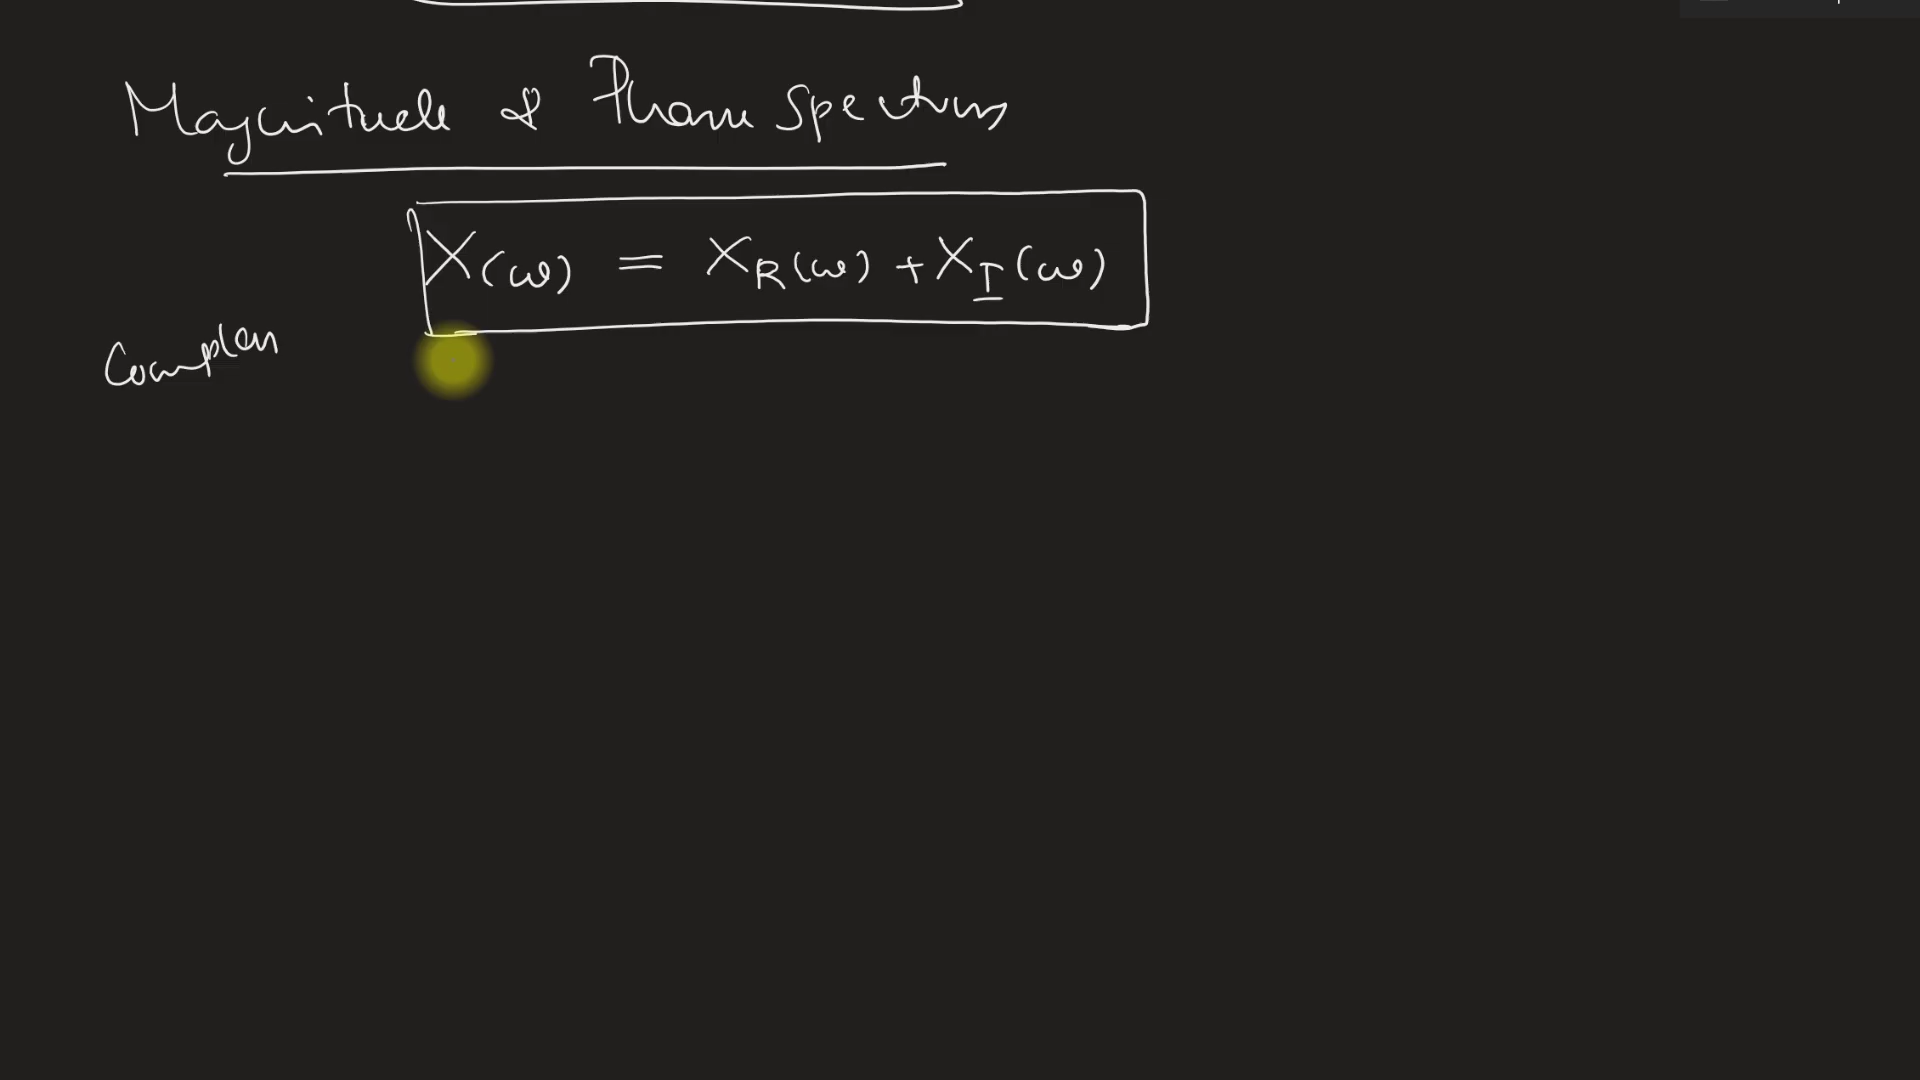 Magnitude & Phase Spectrum
X(ω) = X_R(ω) + X_I(ω)
Complex